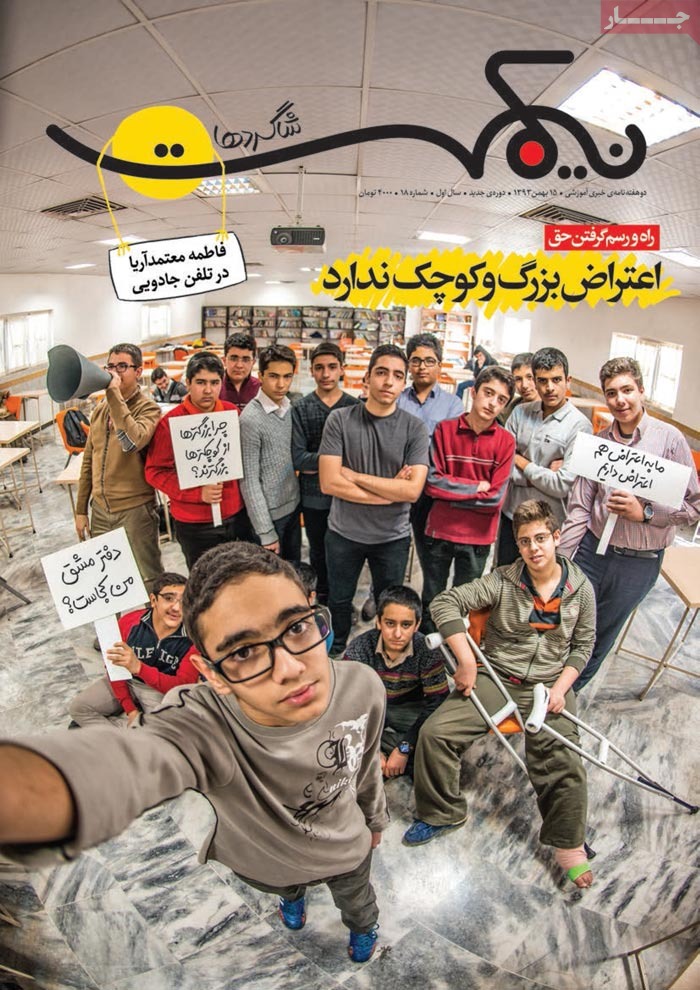 جــــار
نیمکت
شاگردها
دوهفته‌نامه‌ی خبری آموزشی • ۱۵ بهمن ۱۳۹۳ • دوره‌ی جدید • سال اول • شماره ۱۸ • ۴۰۰۰ تومان
راه و رسم گرفتن حق
اعتراض بزرگ و کوچک ندارد
فاطمه معتمدآریا
در تلفن جادویی
چرا بزرگترها
از کوچکترها
بزرگترند؟
ما به اعتراض هم
اعتراض داریم
دفتر مشق
من کجاست؟
nike